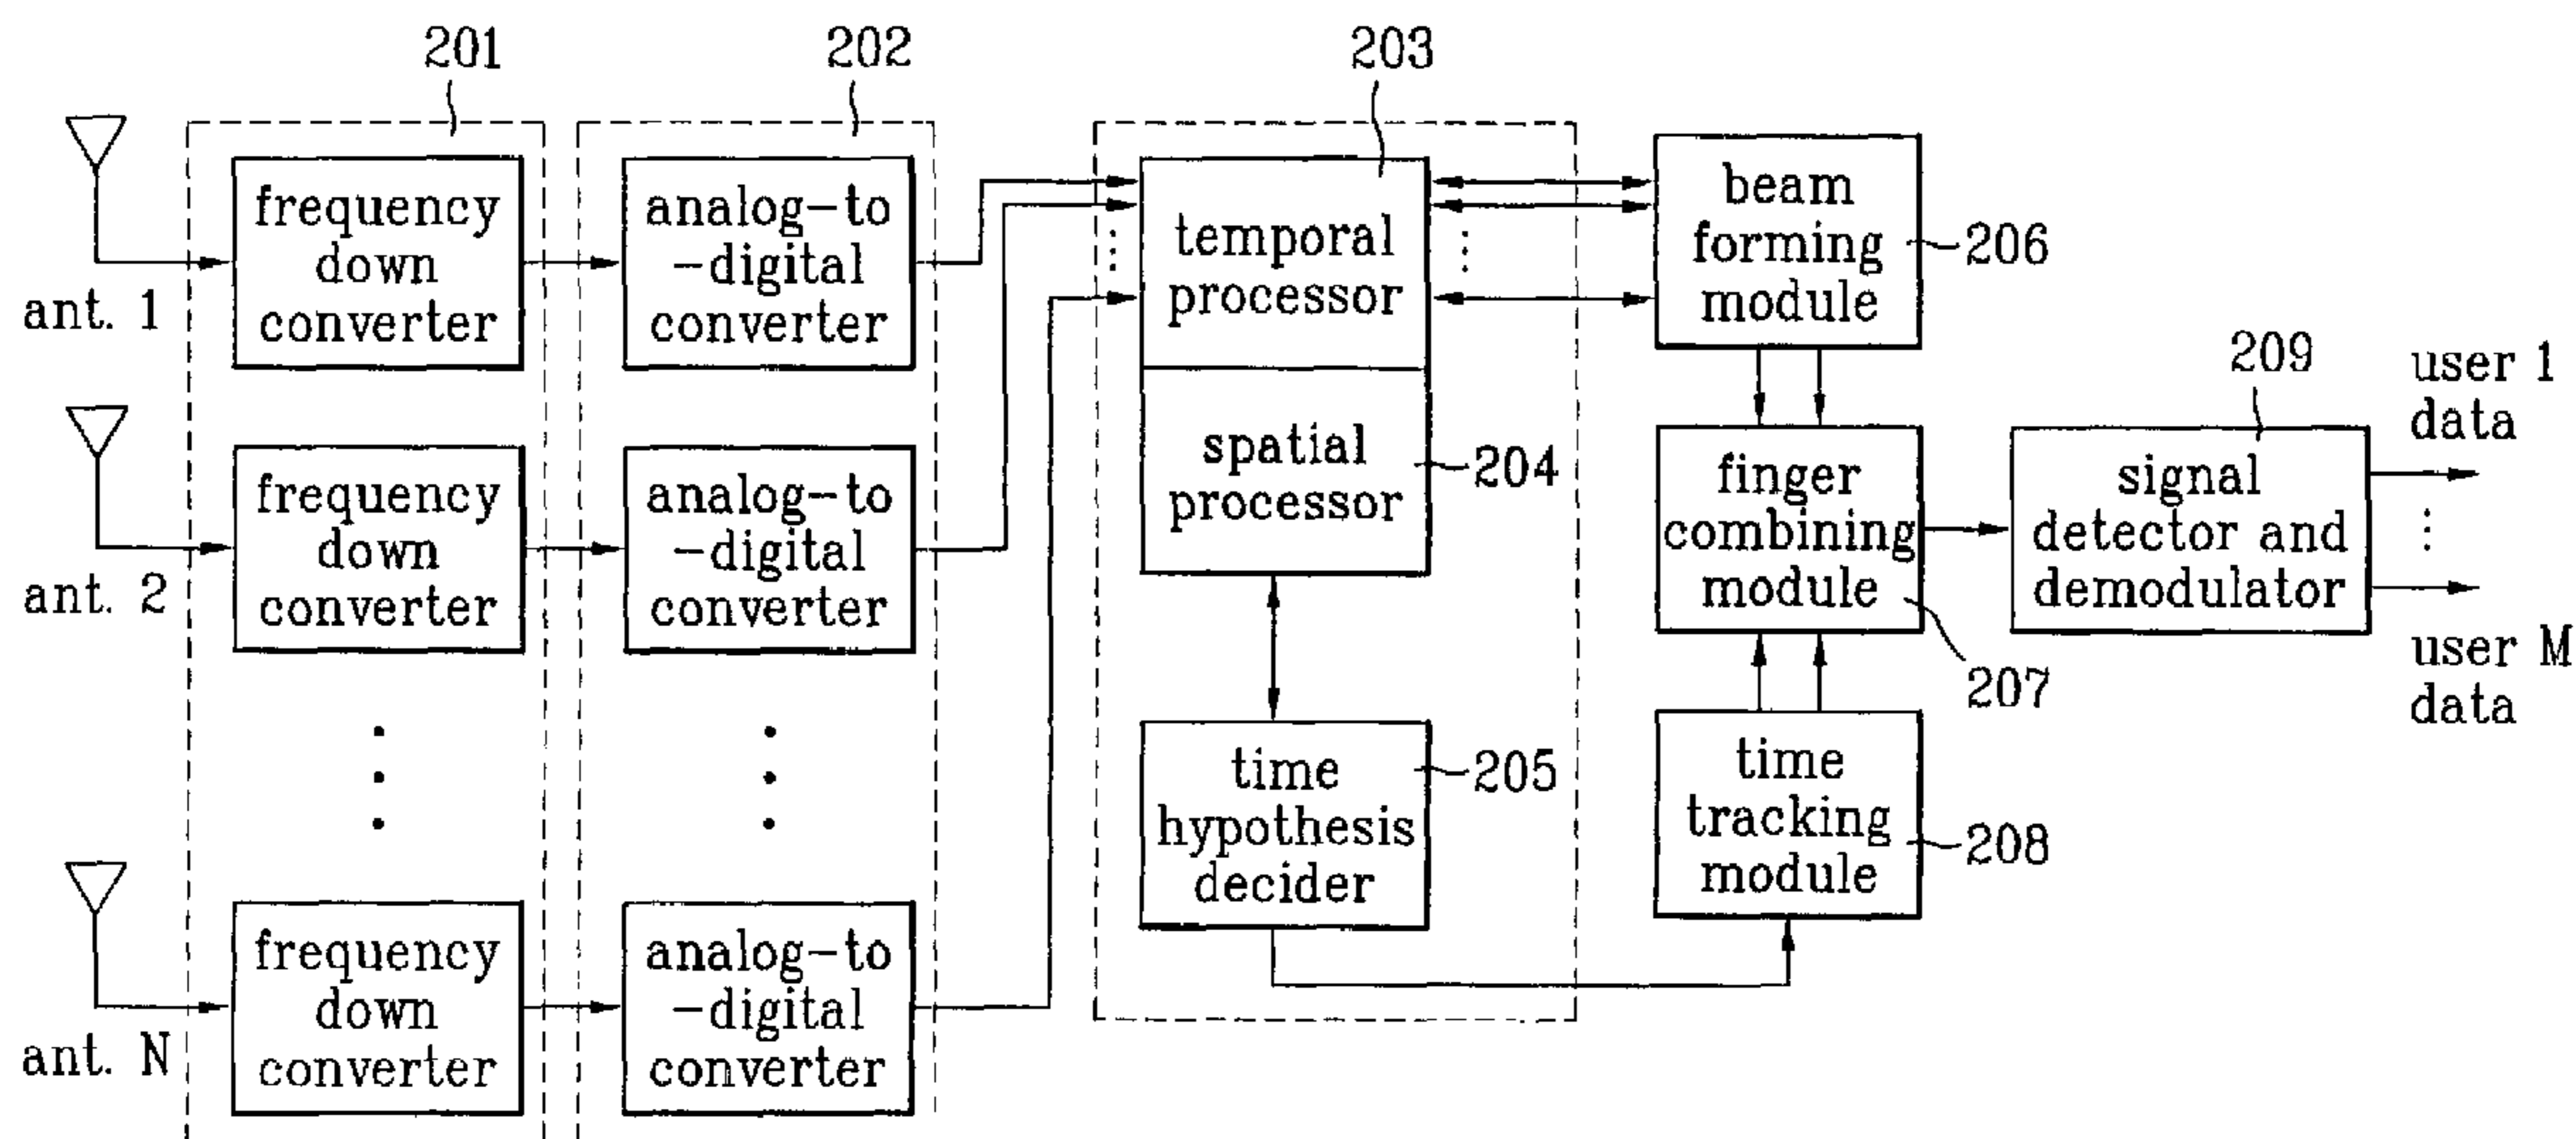 201
202
203
ant. 1
frequency
down
converter
analog-to
-digital
converter
temporal
processor
beam
forming
module
206
ant. 2
frequency
down
converter
analog-to
-digital
converter
spatial
processor
204
finger
combining
module
207
209
signal
detector and
demodulator
user 1
data
user M
data
time
hypothesis
decider
205
time
tracking
module
208
ant. N
frequency
down
converter
analog-to
-digital
converter